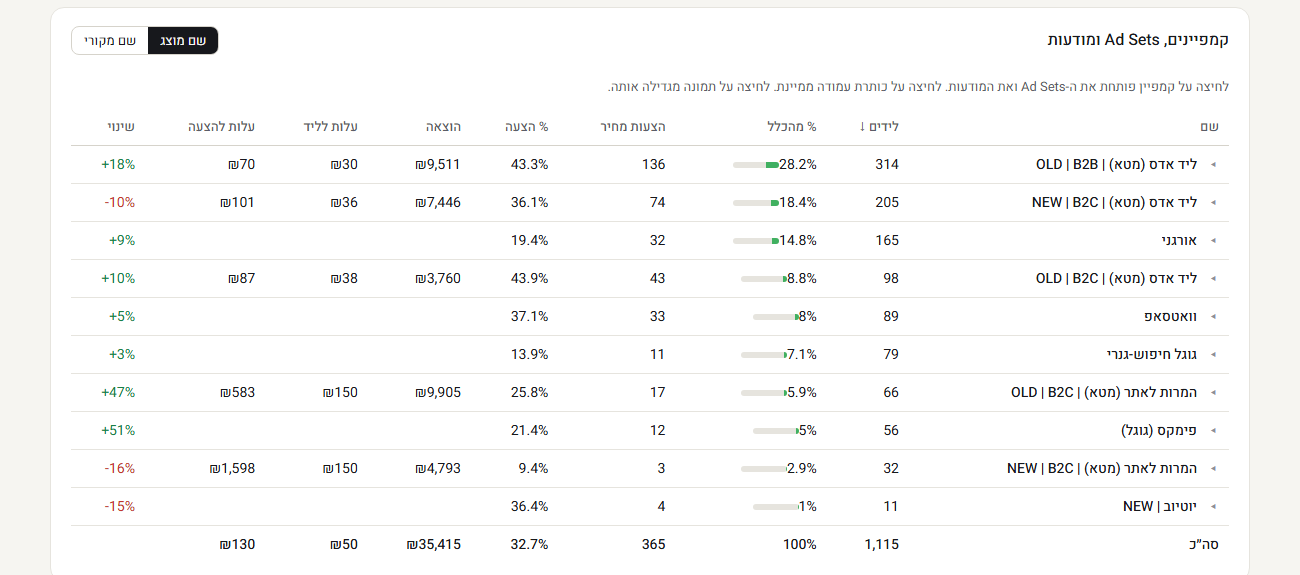 קמפיינים, Ad Sets ומודעות
שם מוצג שם מקורי
לחיצה על קמפיין פותחת את ה-Ad Sets ואת המודעות. לחיצה על כותרת עמודה ממיינת. לחיצה על תמונה מגדילה אותה.
שם לידים ↓ % מהכלל הצעות מחיר % הצעה הוצאה עלות לליד עלות להצעה שינוי
ליד אדס (מטא) | OLD | B2B 314 28.2% 136 43.3% ₪9,511 ₪30 ₪70 +18%
ליד אדס (מטא) | NEW | B2C 205 18.4% 74 36.1% ₪7,446 ₪36 ₪101 -10%
אורגני 165 14.8% 32 19.4% +9%
ליד אדס (מטא) | OLD | B2C 98 8.8% 43 43.9% ₪3,760 ₪38 ₪87 +10%
וואטסאפ 89 8% 33 37.1% +5%
גוגל חיפוש-גנרי 79 7.1% 11 13.9% +3%
המרות לאתר (מטא) | OLD | B2C 66 5.9% 17 25.8% ₪9,905 ₪150 ₪583 +47%
פימקס (גוגל) 56 5% 12 21.4% +51%
המרות לאתר (מטא) | NEW | B2C 32 2.9% 3 9.4% ₪4,793 ₪150 ₪1,598 -16%
יוטיוב | NEW 11 1% 4 36.4% -15%
סה״כ 1,115 100% 365 32.7% ₪35,415 ₪50 ₪130